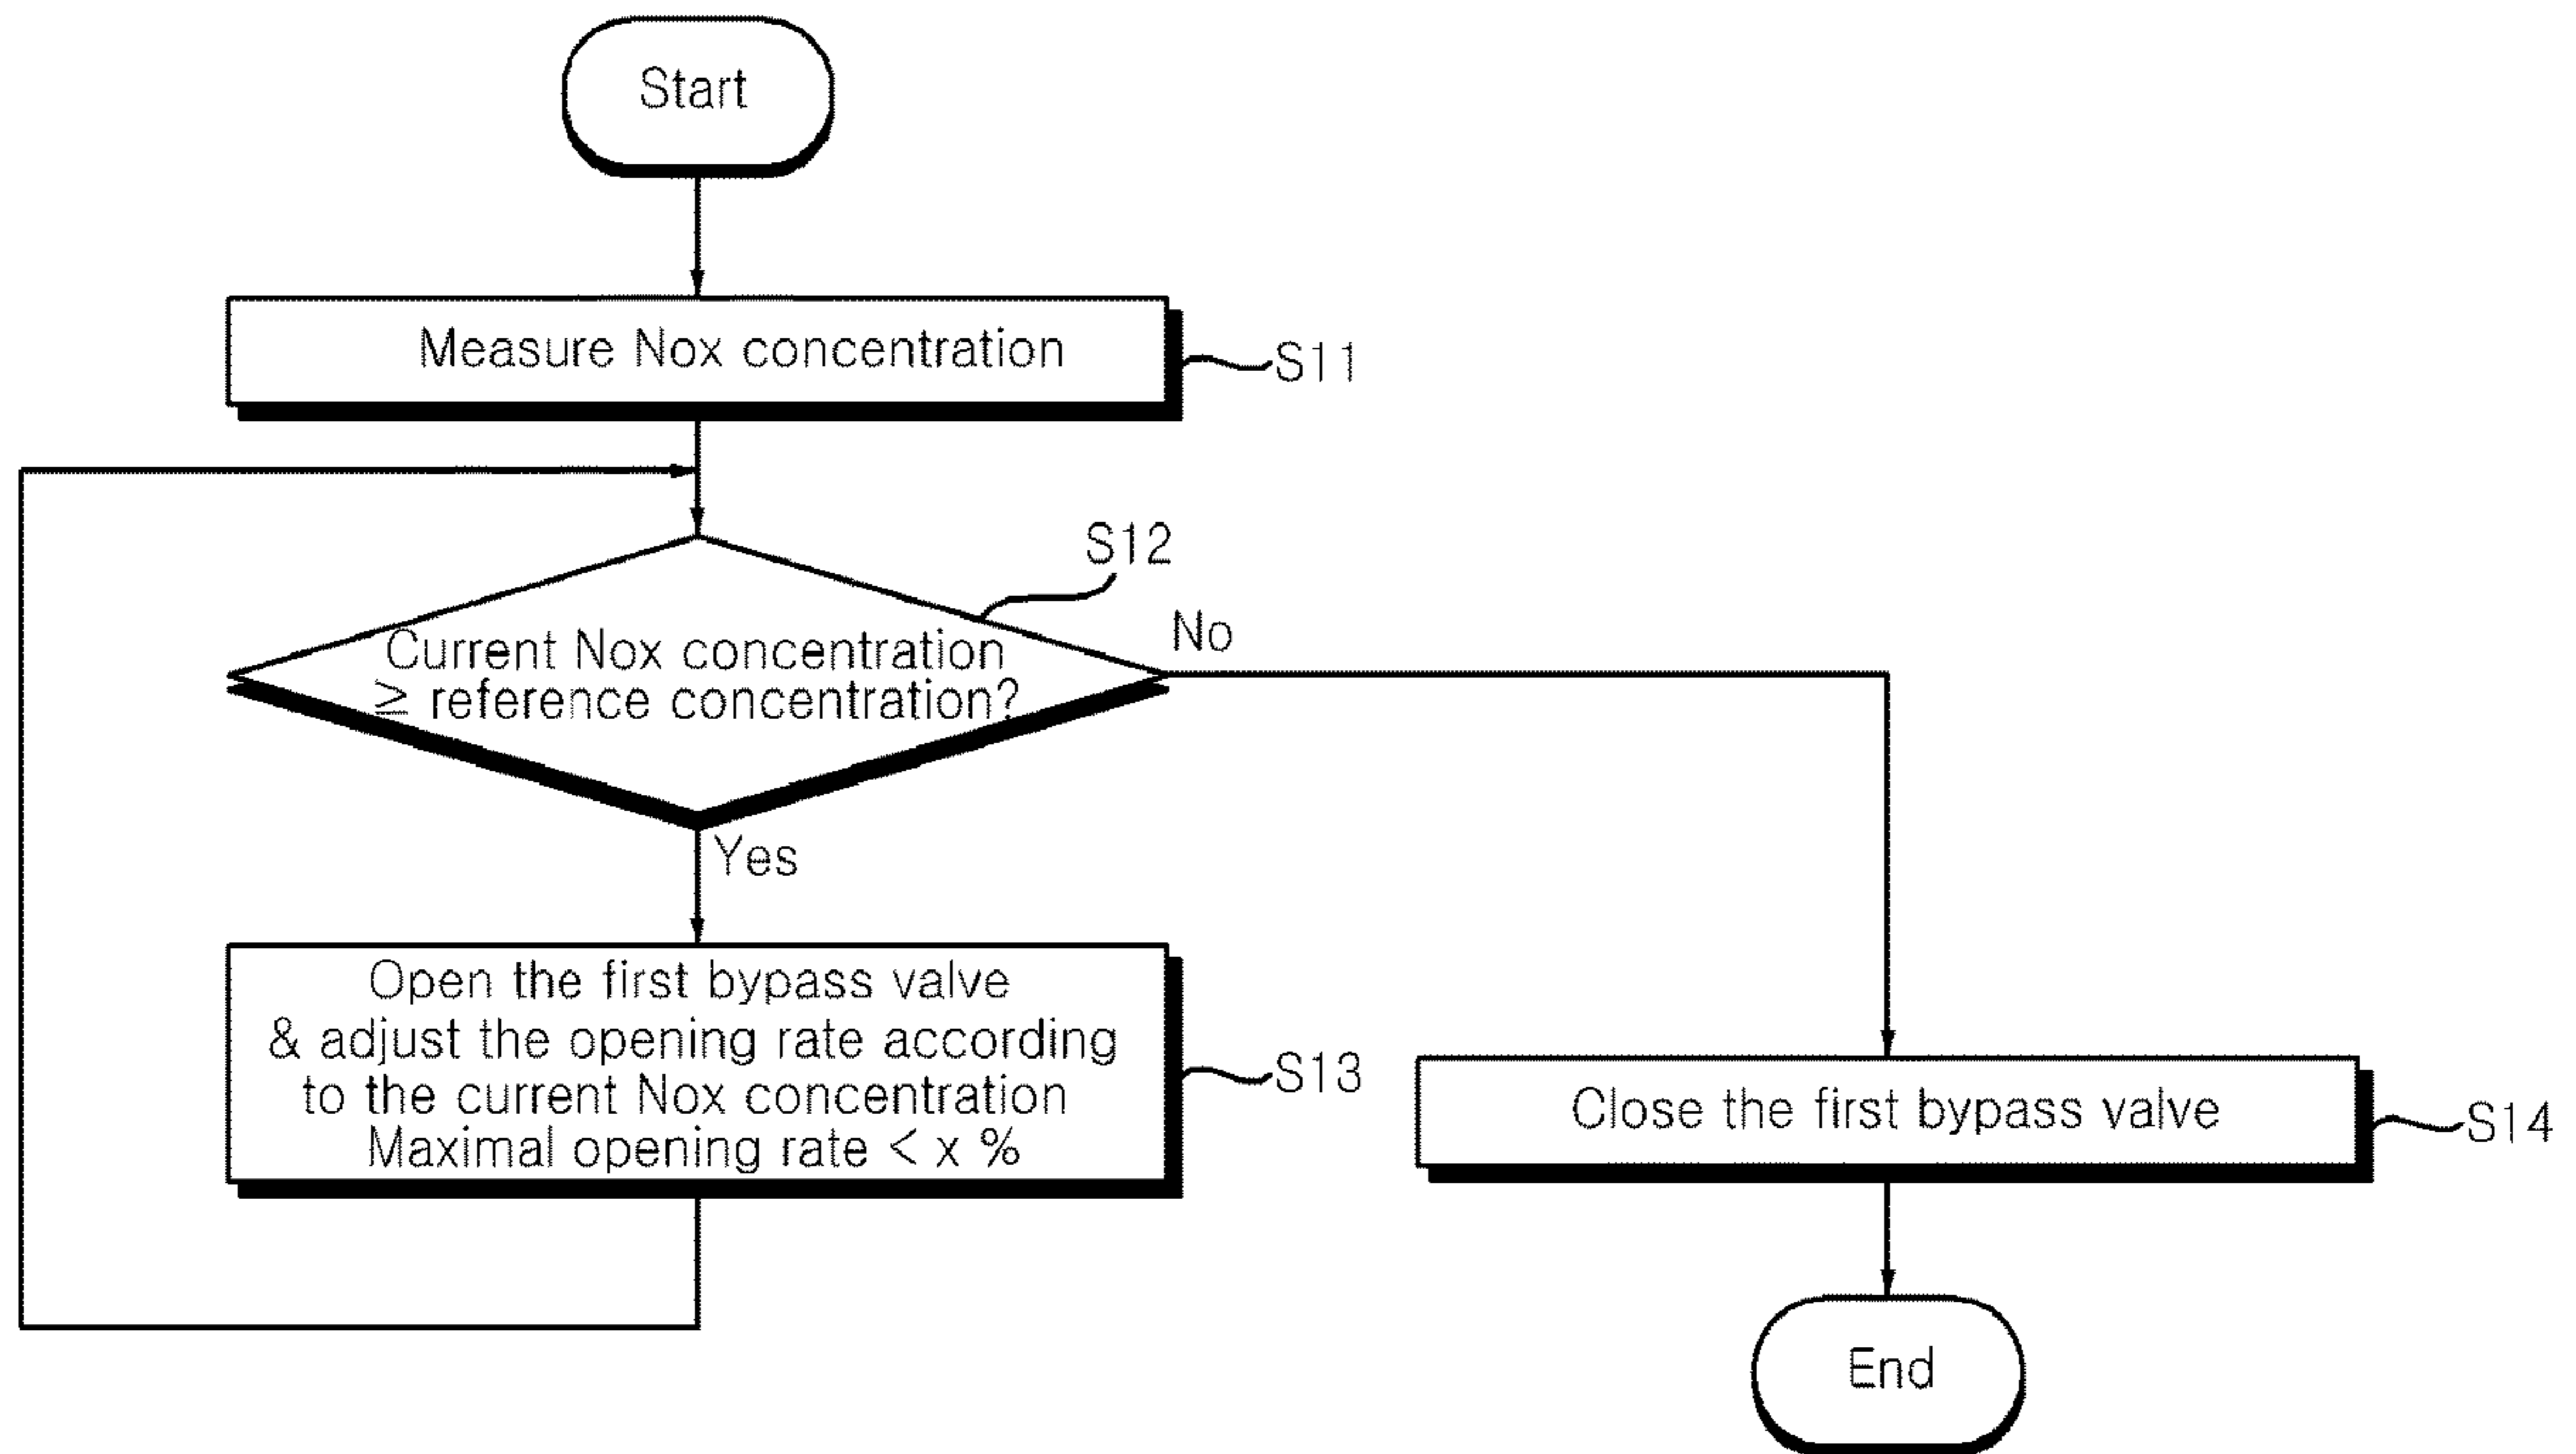 Start
Measure Nox concentration
S11
S12
Current Nox concentration
≥ reference concentration?
No
Yes
Open the first bypass valve
& adjust the opening rate according
to the current Nox concentration
Maximal opening rate < x %
S13
Close the first bypass valve
S14
End